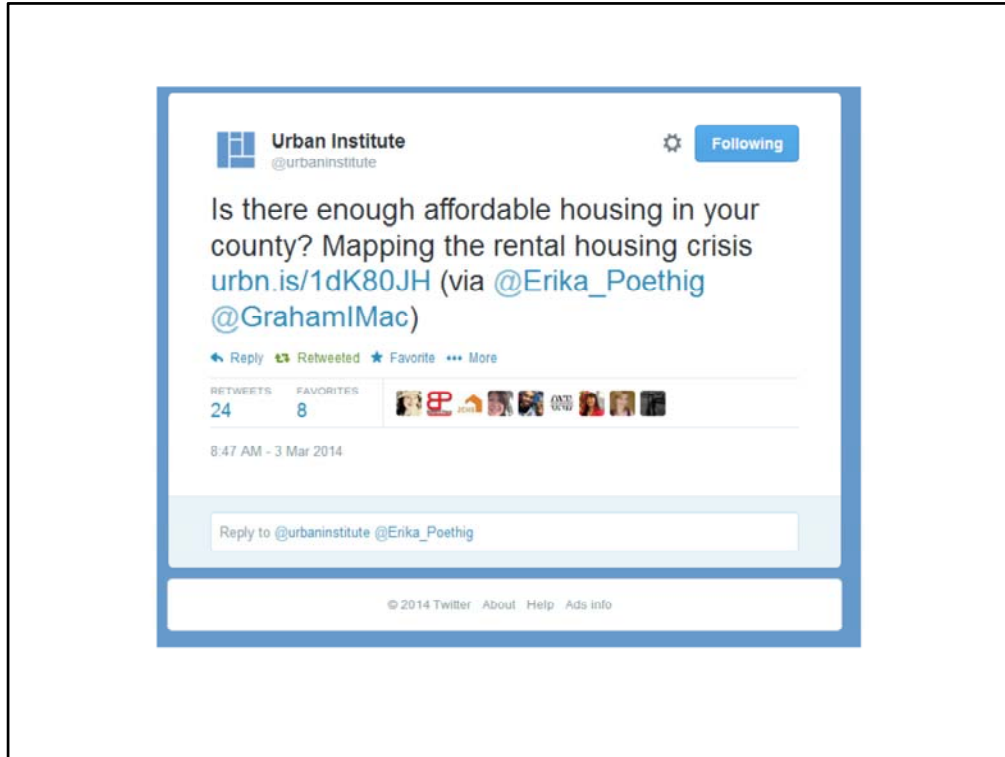 Urban Institute
@urbaninstitute
Following
Is there enough affordable housing in your
county? Mapping the rental housing crisis
urbn.is/1dK80JH (via @Erika_Poethig
@GrahamIMac)
Reply Retweeted Favorite More
RETWEETS FAVORITES
24 8
8:47 AM - 3 Mar 2014
Reply to @urbaninstitute @Erika_Poethig
© 2014 Twitter About Help Ads info